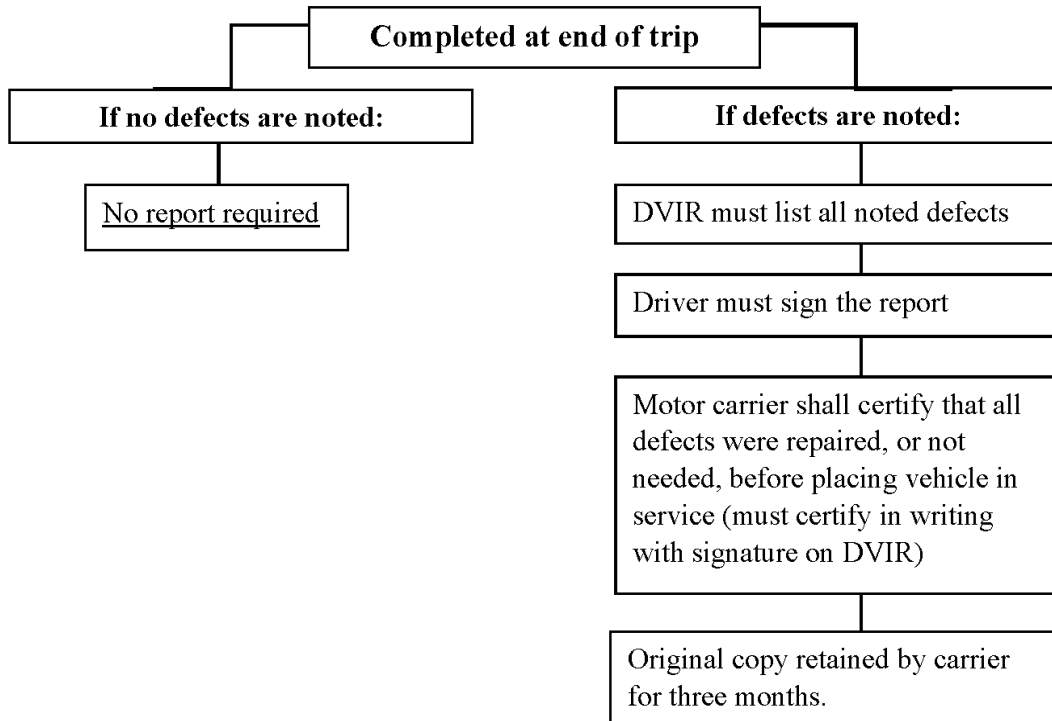 Completed at end of trip
If no defects are noted:
No report required
If defects are noted:
DVIR must list all noted defects
Driver must sign the report
Motor carrier shall certify that all
defects were repaired, or not
needed, before placing vehicle in
service (must certify in writing
with signature on DVIR)
Original copy retained by carrier
for three months.